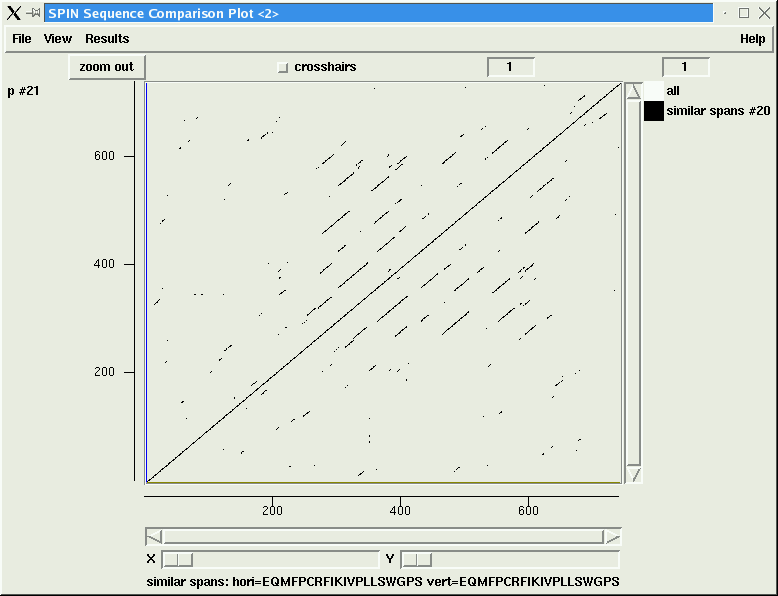 SPIN Sequence Comparison Plot <2>
File View Results Help
zoom out crosshairs 1 1
p #21 all
similar spans #20
600
400
200
200 400 600
X Y
similar spans: hori=EQMFPCRFIKIVPLLSWGPS vert=EQMFPCRFIKIVPLLSWGPS